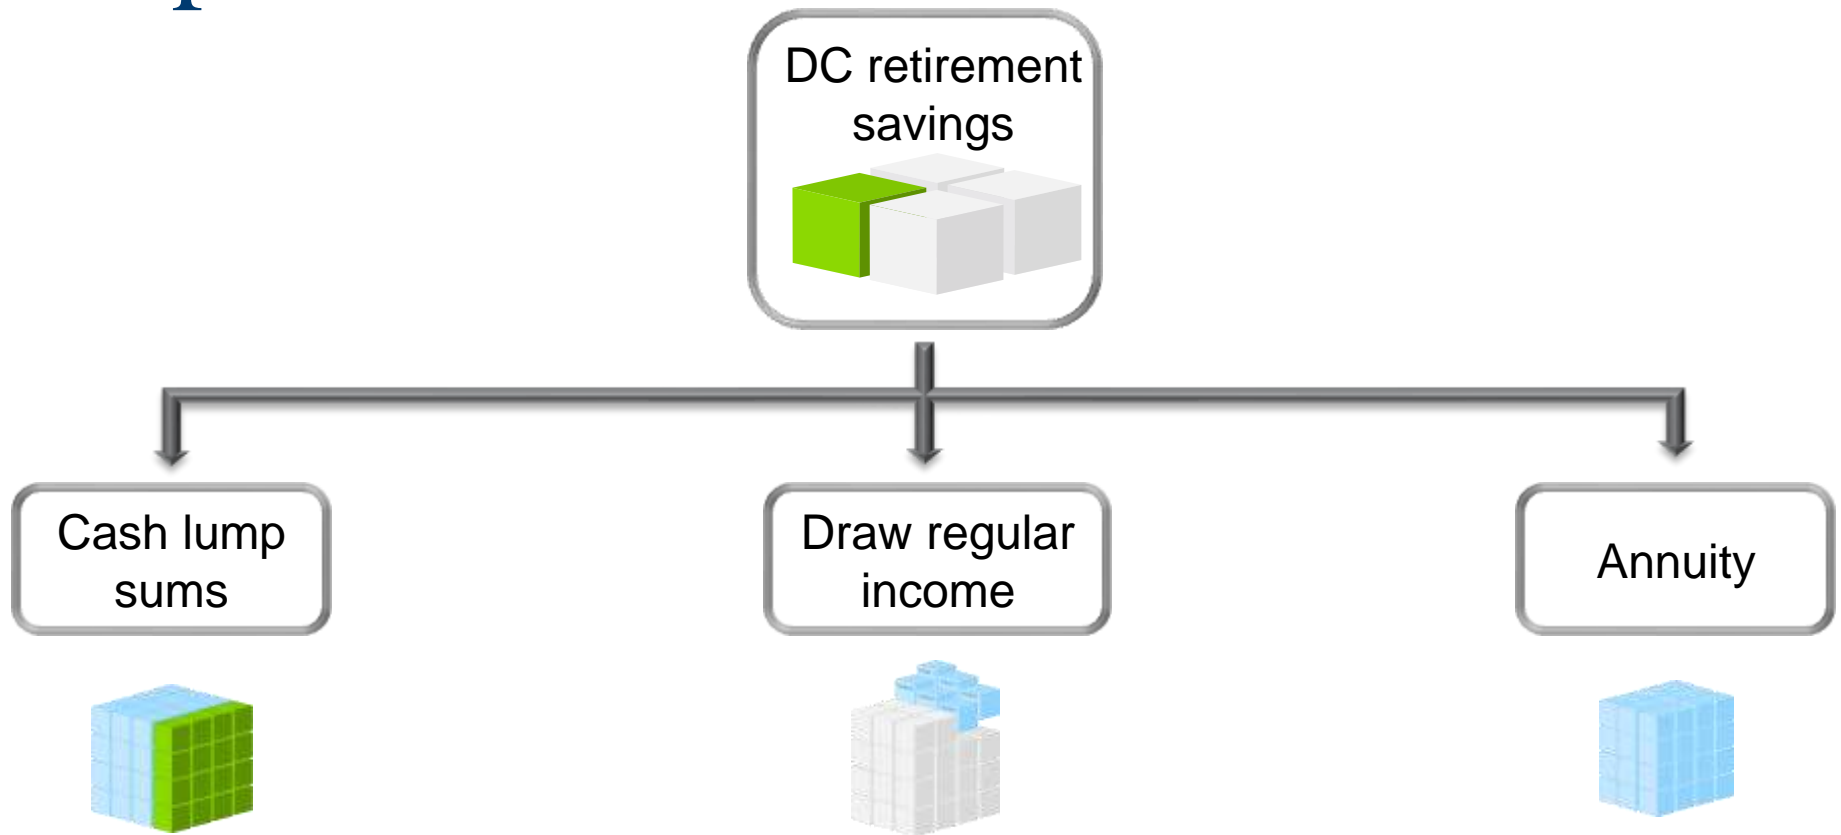 DC retirement
savings
Cash lump
sums
Draw regular
income
Annuity